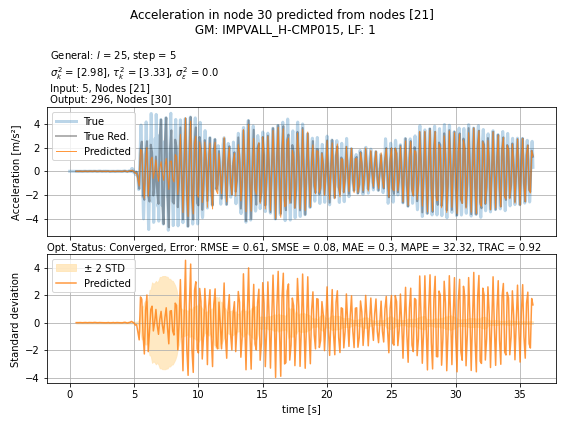 Acceleration in node 30 predicted from nodes [21]
GM: IMPVALL_H-CMP015, LF: 1
General: l = 25, step = 5
σ²ₖ = [2.98], τ²ₖ = [3.33], σ²ε = 0.0
Input: 5, Nodes [21]
Output: 296, Nodes [30]
True
True Red.
Predicted
Acceleration [m/s²]
4
2
0
−2
−4
Opt. Status: Converged, Error: RMSE = 0.61, SMSE = 0.08, MAE = 0.3, MAPE = 32.32, TRAC = 0.92
± 2 STD
Predicted
Standard deviation
4
2
0
−2
−4
0 5 10 15 20 25 30 35
time [s]